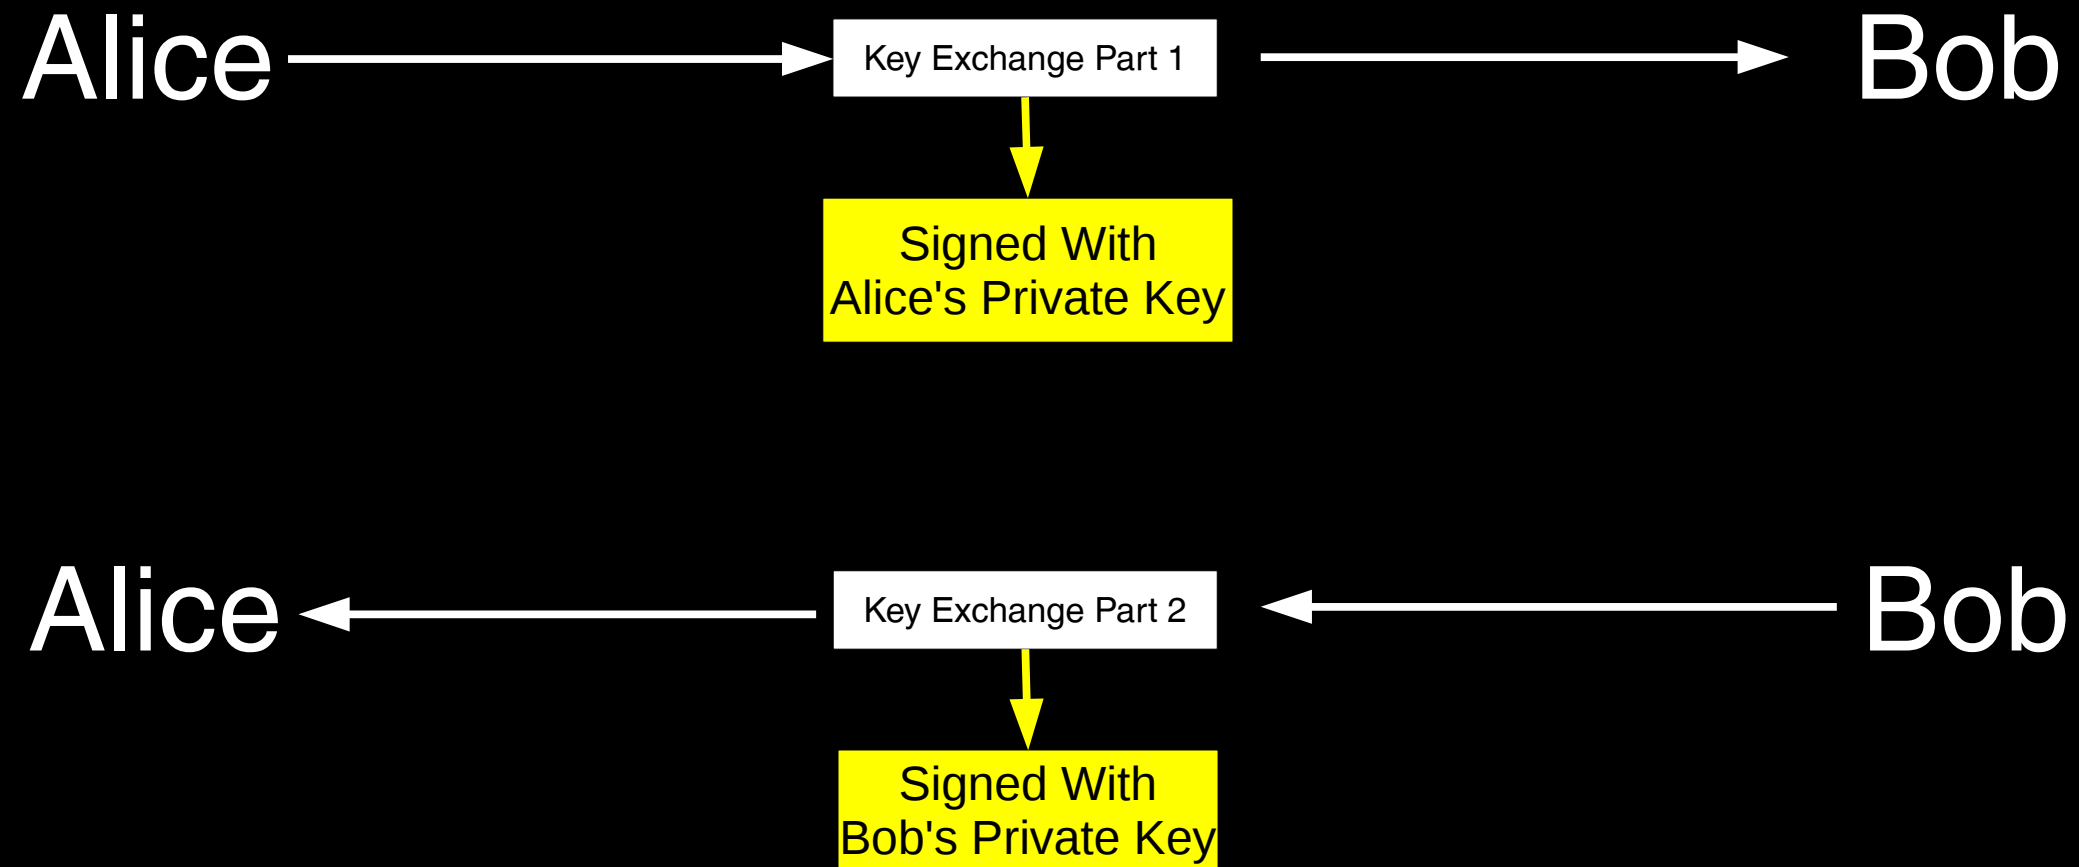 Alice
Key Exchange Part 1
Bob
Signed With
Alice's Private Key
Alice
Key Exchange Part 2
Bob
Signed With
Bob's Private Key